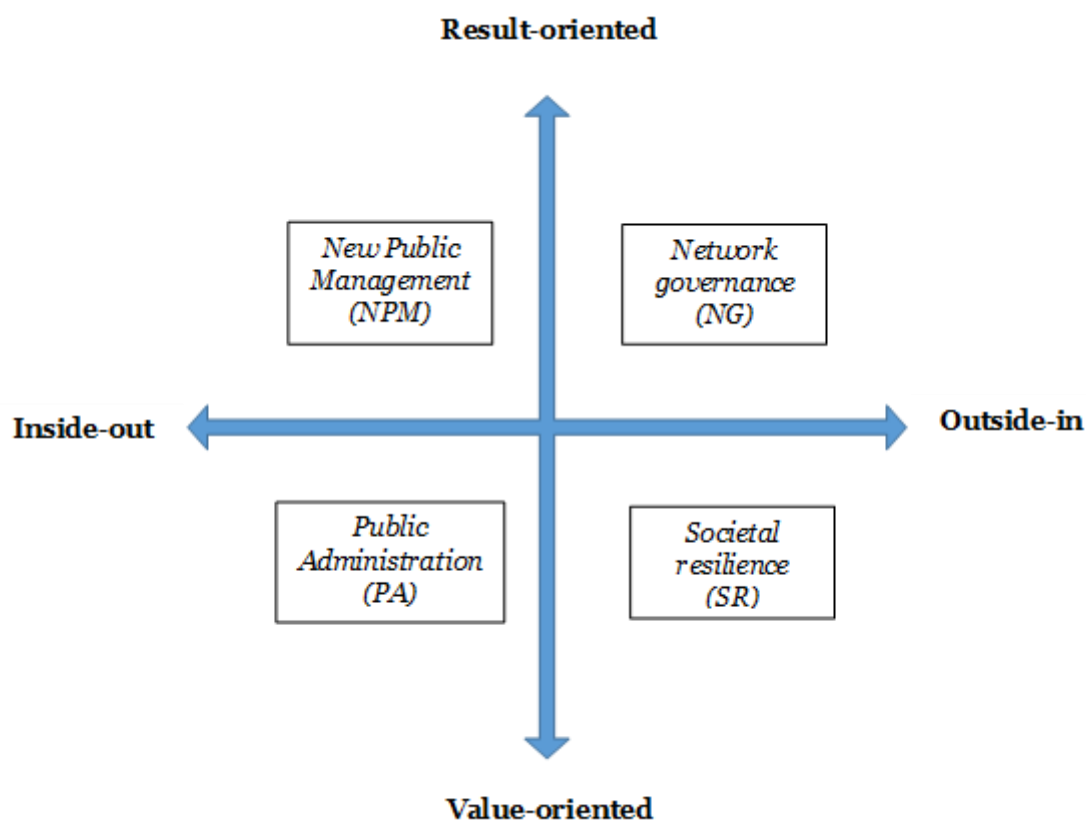 Result-oriented
New Public
Management
(NPM)
Network
governance
(NG)
Inside-out
Outside-in
Public
Administration
(PA)
Societal
resilience
(SR)
Value-oriented